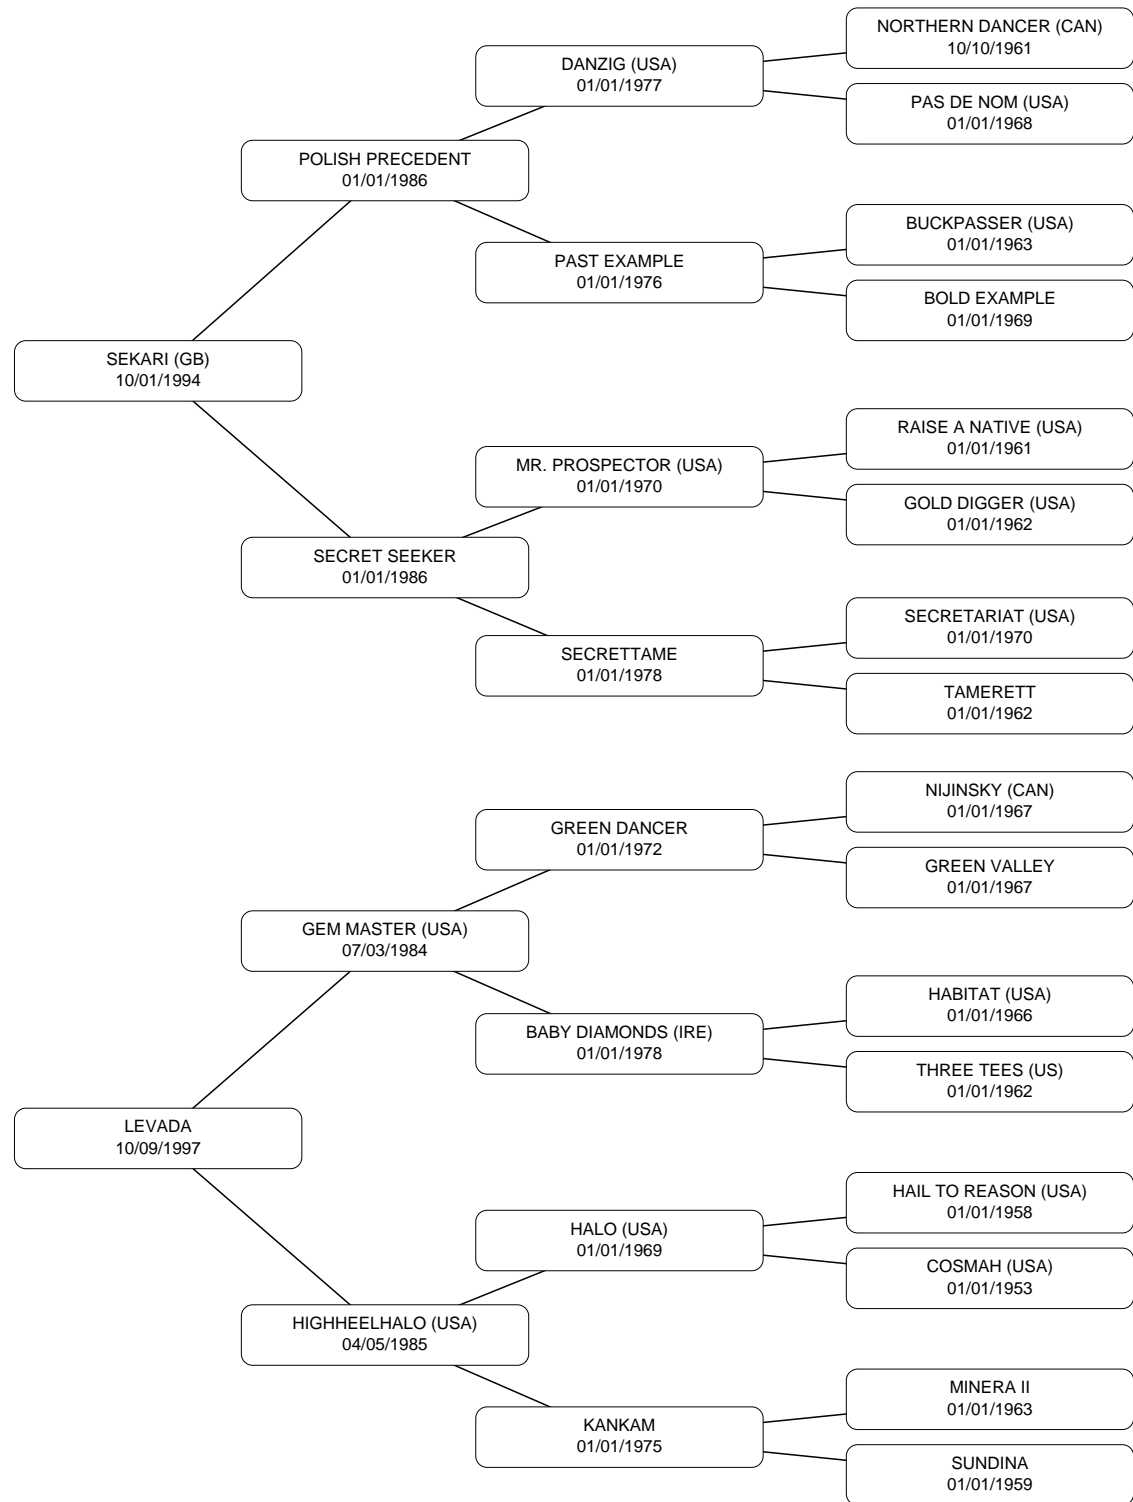 NORTHERN DANCER (CAN)
10/10/1961
DANZIG (USA)
01/01/1977
PAS DE NOM (USA)
01/01/1968
POLISH PRECEDENT
01/01/1986
BUCKPASSER (USA)
01/01/1963
PAST EXAMPLE
01/01/1976
BOLD EXAMPLE
01/01/1969
SEKARI (GB)
10/01/1994
RAISE A NATIVE (USA)
01/01/1961
MR. PROSPECTOR (USA)
01/01/1970
GOLD DIGGER (USA)
01/01/1962
SECRET SEEKER
01/01/1986
SECRETARIAT (USA)
01/01/1970
SECRETTAME
01/01/1978
TAMERETT
01/01/1962
NIJINSKY (CAN)
01/01/1967
GREEN DANCER
01/01/1972
GREEN VALLEY
01/01/1967
GEM MASTER (USA)
07/03/1984
HABITAT (USA)
01/01/1966
BABY DIAMONDS (IRE)
01/01/1978
THREE TEES (US)
01/01/1962
LEVADA
10/09/1997
HAIL TO REASON (USA)
01/01/1958
HALO (USA)
01/01/1969
COSMAH (USA)
01/01/1953
HIGHHEELHALO (USA)
04/05/1985
MINERA II
01/01/1963
KANKAM
01/01/1975
SUNDINA
01/01/1959